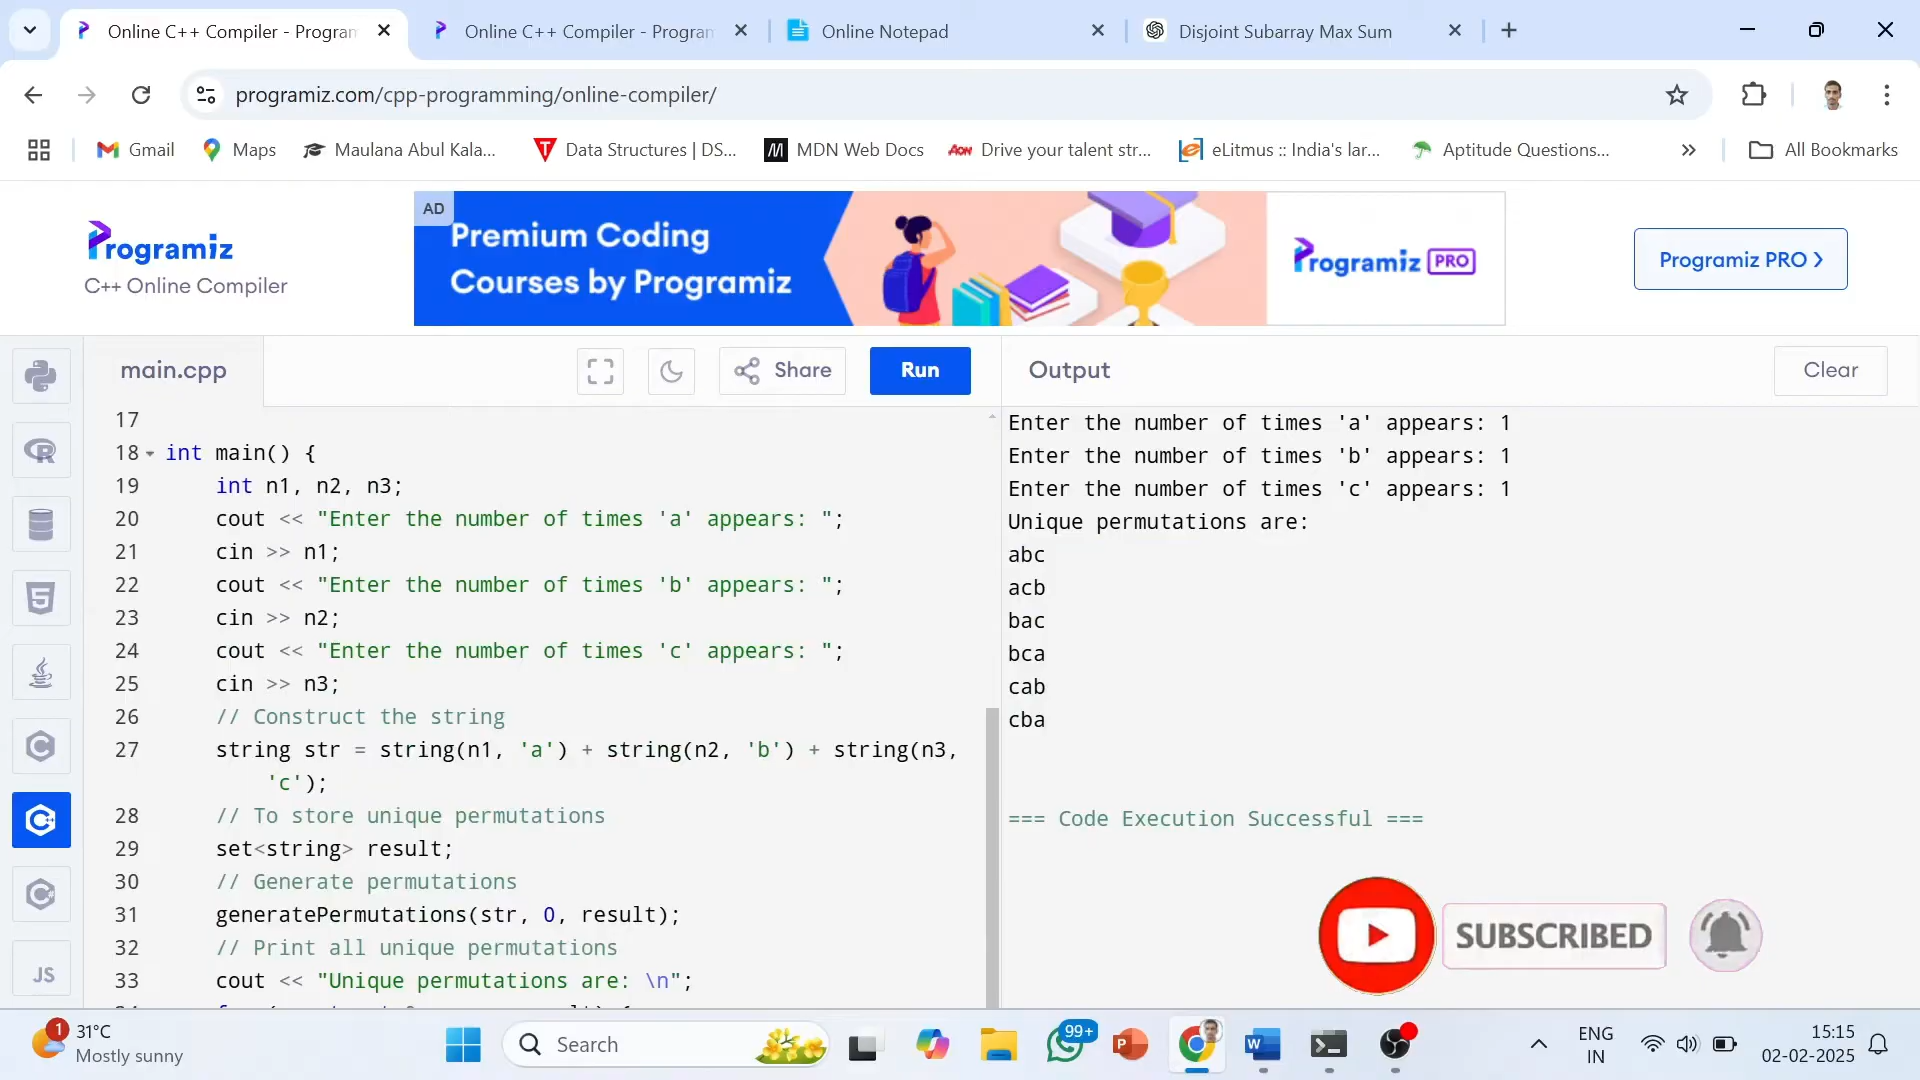 Online C++ Compiler - Program
Online C++ Compiler - Program
Online Notepad
Disjoint Subarray Max Sum
programiz.com/cpp-programming/online-compiler/
Gmail
Maps
Maulana Abul Kala...
Data Structures | DS...
MDN Web Docs
AON Drive your talent str...
eLitmus :: India's lar...
Aptitude Questions...
All Bookmarks
Programiz
C++ Online Compiler
AD
Premium Coding
Courses by Programiz
Programiz PRO
Programiz PRO
main.cpp
Share
Run
Output
Clear
17
18 int main() {
19 int n1, n2, n3;
20 cout << "Enter the number of times 'a' appears: ";
21 cin >> n1;
22 cout << "Enter the number of times 'b' appears: ";
23 cin >> n2;
24 cout << "Enter the number of times 'c' appears: ";
25 cin >> n3;
26 // Construct the string
27 string str = string(n1, 'a') + string(n2, 'b') + string(n3,
'c');
28 // To store unique permutations
29 set<string> result;
30 // Generate permutations
31 generatePermutations(str, 0, result);
32 // Print all unique permutations
33 cout << "Unique permutations are: \n";
Enter the number of times 'a' appears: 1
Enter the number of times 'b' appears: 1
Enter the number of times 'c' appears: 1
Unique permutations are:
abc
acb
bac
bca
cab
cba
=== Code Execution Successful ===
SUBSCRIBED
JS
1
31°C
Mostly sunny
Search
99+
ENG
IN
15:15
02-02-2025